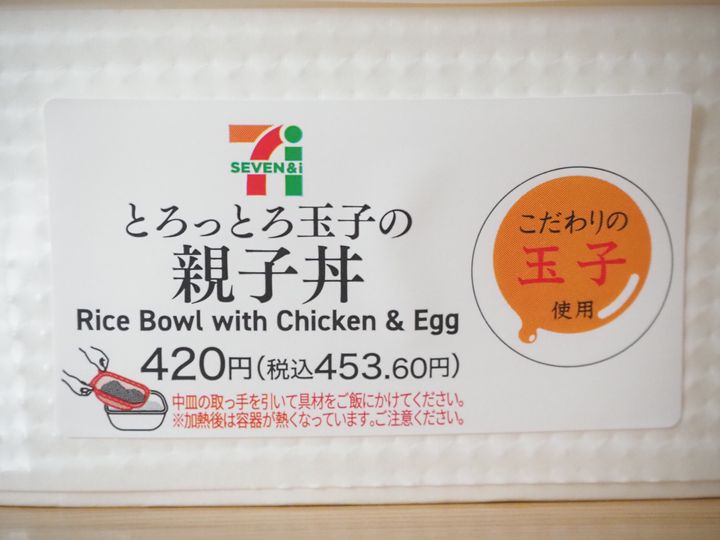 SEVEN&i
とろっとろ玉子の
親子丼
Rice Bowl with Chicken & Egg
420円(税込453.60円)
中皿の取っ手を引いて具材をご飯にかけてください。
※加熱後は容器が熱くなっています。ご注意ください。
こだわりの
玉子
使用